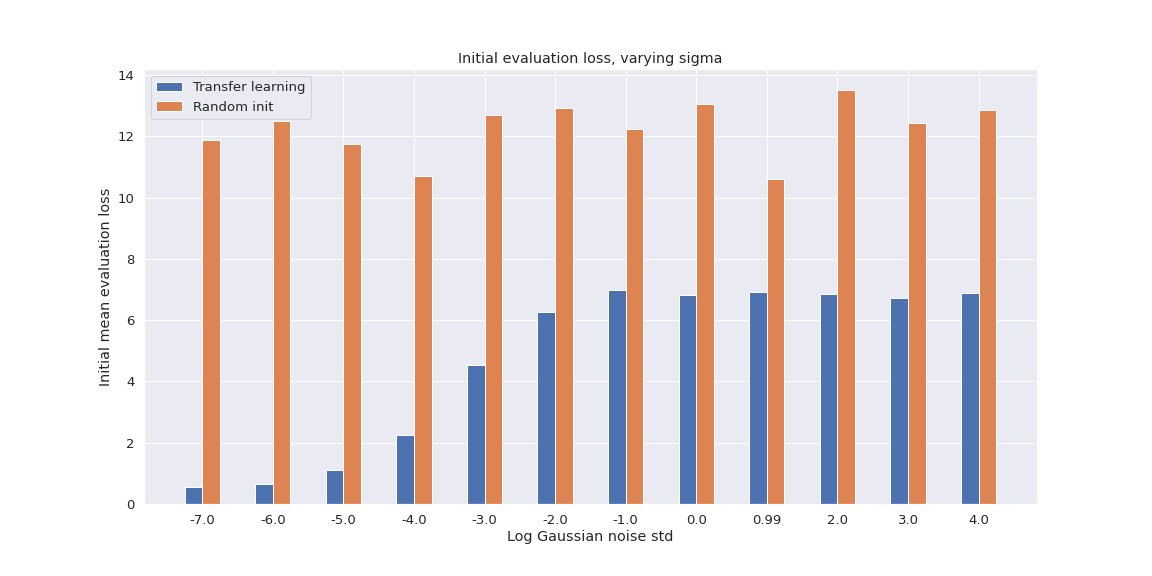 Initial evaluation loss, varying sigma
Transfer learning
Random init
14
12
10
8
6
4
2
0
Initial mean evaluation loss
-7.0 -6.0 -5.0 -4.0 -3.0 -2.0 -1.0 0.0 0.99 2.0 3.0 4.0
Log Gaussian noise std